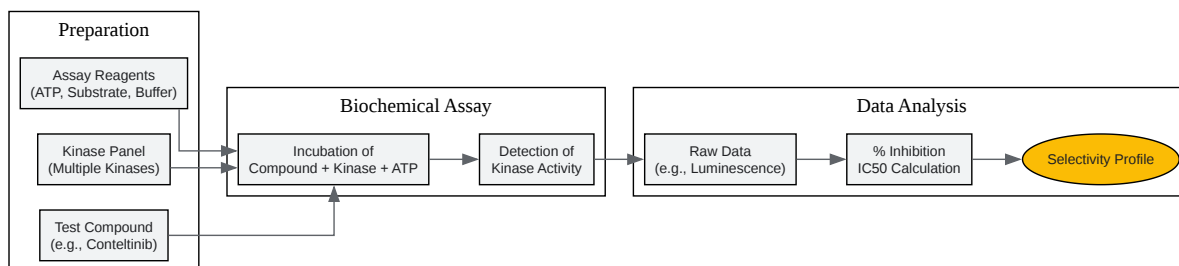 Preparation
Assay Reagents
(ATP, Substrate, Buffer)
Kinase Panel
(Multiple Kinases)
Test Compound
(e.g., Conteltinib)
Biochemical Assay
Incubation of
Compound + Kinase + ATP
Detection of
Kinase Activity
Data Analysis
Raw Data
(e.g., Luminescence)
% Inhibition
IC50 Calculation
Selectivity Profile